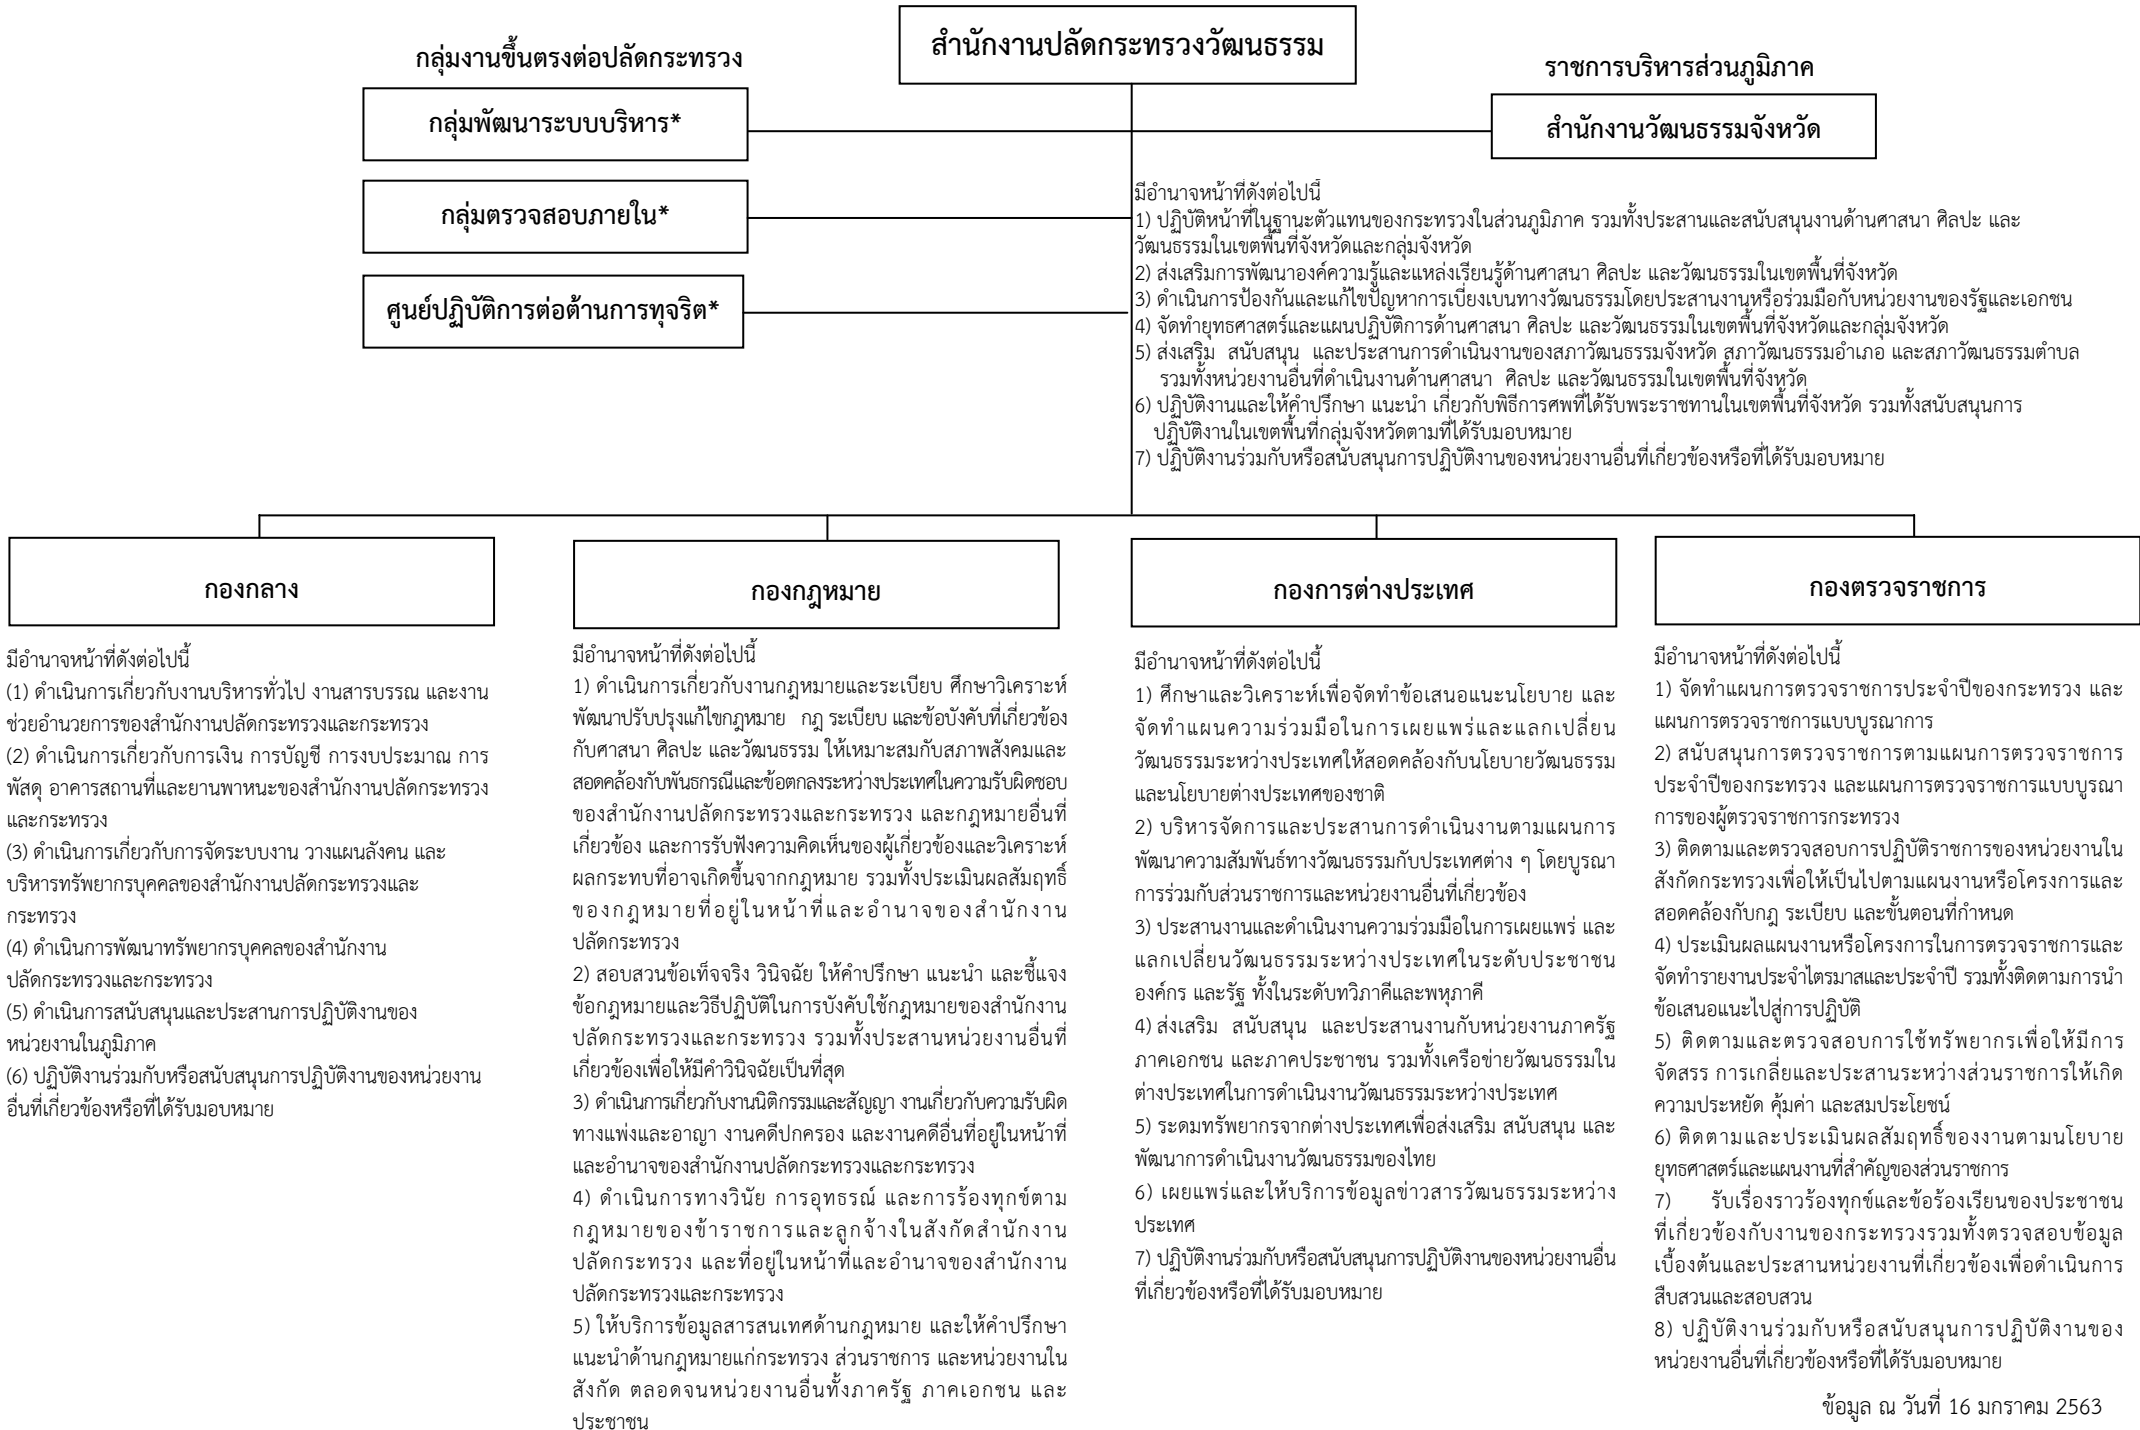 สำนักงานปลัดกระทรวงวัฒนธรรม
กลุ่มงานขึ้นตรงต่อปลัดกระทรวง
กลุ่มพัฒนาระบบบริหาร*
กลุ่มตรวจสอบภายใน*
ศูนย์ปฏิบัติการต่อต้านการทุจริต*
ราชการบริหารส่วนภูมิภาค
สำนักงานวัฒนธรรมจังหวัด
มีอำนาจหน้าที่ดังต่อไปนี้
1) ปฏิบัติหน้าที่ในฐานะตัวแทนของกระทรวงในส่วนภูมิภาค รวมทั้งประสานและสนับสนุนงานด้านศาสนา ศิลปะ และ
วัฒนธรรมในเขตพื้นที่จังหวัดและกลุ่มจังหวัด
2) ส่งเสริมการพัฒนาองค์ความรู้และแหล่งเรียนรู้ด้านศาสนา ศิลปะ และวัฒนธรรมในเขตพื้นที่จังหวัด
3) ดำเนินการป้องกันและแก้ไขปัญหาการเบี่ยงเบนทางวัฒนธรรมโดยประสานงานหรือร่วมมือกับหน่วยงานของรัฐและเอกชน
4) จัดทำยุทธศาสตร์และแผนปฏิบัติการด้านศาสนา ศิลปะ และวัฒนธรรมในเขตพื้นที่จังหวัดและกลุ่มจังหวัด
5) ส่งเสริม สนับสนุน และประสานการดำเนินงานของสภาวัฒนธรรมจังหวัด สภาวัฒนธรรมอำเภอ และสภาวัฒนธรรมตำบล
รวมทั้งหน่วยงานอื่นที่ดำเนินงานด้านศาสนา ศิลปะ และวัฒนธรรมในเขตพื้นที่จังหวัด
6) ปฏิบัติงานและให้คำปรึกษา แนะนำ เกี่ยวกับพิธีการศพที่ได้รับพระราชทานในเขตพื้นที่จังหวัด รวมทั้งสนับสนุนการ
ปฏิบัติงานในเขตพื้นที่กลุ่มจังหวัดตามที่ได้รับมอบหมาย
7) ปฏิบัติงานร่วมกับหรือสนับสนุนการปฏิบัติงานของหน่วยงานอื่นที่เกี่ยวข้องหรือที่ได้รับมอบหมาย
กองกลาง
มีอำนาจหน้าที่ดังต่อไปนี้
(1) ดำเนินการเกี่ยวกับงานบริหารทั่วไป งานสารบรรณ และงาน
ช่วยอำนวยการของสำนักงานปลัดกระทรวงและกระทรวง
(2) ดำเนินการเกี่ยวกับการเงิน การบัญชี การงบประมาณ การ
พัสดุ อาคารสถานที่และยานพาหนะของสำนักงานปลัดกระทรวง
และกระทรวง
(3) ดำเนินการเกี่ยวกับการจัดระบบงาน วางแผนลังคน และ
บริหารทรัพยากรบุคคลของสำนักงานปลัดกระทรวงและ
กระทรวง
(4) ดำเนินการพัฒนาทรัพยากรบุคคลของสำนักงาน
ปลัดกระทรวงและกระทรวง
(5) ดำเนินการสนับสนุนและประสานการปฏิบัติงานของ
หน่วยงานในภูมิภาค
(6) ปฏิบัติงานร่วมกับหรือสนับสนุนการปฏิบัติงานของหน่วยงาน
อื่นที่เกี่ยวข้องหรือที่ได้รับมอบหมาย
กองกฎหมาย
มีอำนาจหน้าที่ดังต่อไปนี้
1) ดำเนินการเกี่ยวกับงานกฎหมายและระเบียบ ศึกษาวิเคราะห์
พัฒนาปรับปรุงแก้ไขกฎหมาย กฎ ระเบียบ และข้อบังคับที่เกี่ยวข้อง
กับศาสนา ศิลปะ และวัฒนธรรม ให้เหมาะสมกับสภาพสังคมและ
สอดคล้องกับพันธกรณีและข้อตกลงระหว่างประเทศในความรับผิดชอบ
ของสำนักงานปลัดกระทรวงและกระทรวง และกฎหมายอื่นที่
เกี่ยวข้อง และการรับฟังความคิดเห็นของผู้เกี่ยวข้องและวิเคราะห์
ผลกระทบที่อาจเกิดขึ้นจากกฎหมาย รวมทั้งประเมินผลสัมฤทธิ์
ของกฎหมายที่อยู่ในหน้าที่และอำนาจของสำนักงาน
ปลัดกระทรวง
2) สอบสวนข้อเท็จจริง วินิจฉัย ให้คำปรึกษา แนะนำ และชี้แจง
ข้อกฎหมายและวิธีปฏิบัติในการบังคับใช้กฎหมายของสำนักงาน
ปลัดกระทรวงและกระทรวง รวมทั้งประสานหน่วยงานอื่นที่
เกี่ยวข้องเพื่อให้มีคำวินิจฉัยเป็นที่สุด
3) ดำเนินการเกี่ยวกับงานนิติกรรมและสัญญา งานเกี่ยวกับความรับผิด
ทางแพ่งและอาญา งานคดีปกครอง และงานคดีอื่นที่อยู่ในหน้าที่
และอำนาจของสำนักงานปลัดกระทรวงและกระทรวง
4) ดำเนินการทางวินัย การอุทธรณ์ และการร้องทุกข์ตาม
กฎหมายของข้าราชการและลูกจ้างในสังกัดสำนักงาน
ปลัดกระทรวง และที่อยู่ในหน้าที่และอำนาจของสำนักงาน
ปลัดกระทรวงและกระทรวง
5) ให้บริการข้อมูลสารสนเทศด้านกฎหมาย และให้คำปรึกษา
แนะนำด้านกฎหมายแก่กระทรวง ส่วนราชการ และหน่วยงานใน
สังกัด ตลอดจนหน่วยงานอื่นทั้งภาครัฐ ภาคเอกชน และ
ประชาชน
กองการต่างประเทศ
มีอำนาจหน้าที่ดังต่อไปนี้
1) ศึกษาและวิเคราะห์เพื่อจัดทำข้อเสนอแนะนโยบาย และ
จัดทำแผนความร่วมมือในการเผยแพร่และแลกเปลี่ยน
วัฒนธรรมระหว่างประเทศให้สอดคล้องกับนโยบายวัฒนธรรม
และนโยบายต่างประเทศของชาติ
2) บริหารจัดการและประสานการดำเนินงานตามแผนการ
พัฒนาความสัมพันธ์ทางวัฒนธรรมกับประเทศต่าง ๆ โดยบูรณา
การร่วมกับส่วนราชการและหน่วยงานอื่นที่เกี่ยวข้อง
3) ประสานงานและดำเนินงานความร่วมมือในการเผยแพร่ และ
แลกเปลี่ยนวัฒนธรรมระหว่างประเทศในระดับประชาชน
องค์กร และรัฐ ทั้งในระดับทวิภาคีและพหุภาคี
4) ส่งเสริม สนับสนุน และประสานงานกับหน่วยงานภาครัฐ
ภาคเอกชน และภาคประชาชน รวมทั้งเครือข่ายวัฒนธรรมใน
ต่างประเทศในการดำเนินงานวัฒนธรรมระหว่างประเทศ
5) ระดมทรัพยากรจากต่างประเทศเพื่อส่งเสริม สนับสนุน และ
พัฒนาการดำเนินงานวัฒนธรรมของไทย
6) เผยแพร่และให้บริการข้อมูลข่าวสารวัฒนธรรมระหว่าง
ประเทศ
7) ปฏิบัติงานร่วมกับหรือสนับสนุนการปฏิบัติงานของหน่วยงานอื่น
ที่เกี่ยวข้องหรือที่ได้รับมอบหมาย
กองตรวจราชการ
มีอำนาจหน้าที่ดังต่อไปนี้
1) จัดทำแผนการตรวจราชการประจำปีของกระทรวง และ
แผนการตรวจราชการแบบบูรณาการ
2) สนับสนุนการตรวจราชการตามแผนการตรวจราชการ
ประจำปีของกระทรวง และแผนการตรวจราชการแบบบูรณา
การของผู้ตรวจราชการกระทรวง
3) ติดตามและตรวจสอบการปฏิบัติราชการของหน่วยงานใน
สังกัดกระทรวงเพื่อให้เป็นไปตามแผนงานหรือโครงการและ
สอดคล้องกับกฎ ระเบียบ และขั้นตอนที่กำหนด
4) ประเมินผลแผนงานหรือโครงการในการตรวจราชการและ
จัดทำรายงานประจำไตรมาสและประจำปี รวมทั้งติดตามการนำ
ข้อเสนอแนะไปสู่การปฏิบัติ
5) ติดตามและตรวจสอบการใช้ทรัพยากรเพื่อให้มีการ
จัดสรร การเกลี่ยและประสานระหว่างส่วนราชการให้เกิด
ความประหยัด คุ้มค่า และสมประโยชน์
6) ติดตามและประเมินผลสัมฤทธิ์ของงานตามนโยบาย
ยุทธศาสตร์และแผนงานที่สำคัญของส่วนราชการ
7) รับเรื่องราวร้องทุกข์และข้อร้องเรียนของประชาชน
ที่เกี่ยวข้องกับงานของกระทรวงรวมทั้งตรวจสอบข้อมูล
เบื้องต้นและประสานหน่วยงานที่เกี่ยวข้องเพื่อดำเนินการ
สืบสวนและสอบสวน
8) ปฏิบัติงานร่วมกับหรือสนับสนุนการปฏิบัติงานของ
หน่วยงานอื่นที่เกี่ยวข้องหรือที่ได้รับมอบหมาย
ข้อมูล ณ วันที่ 16 มกราคม 2563